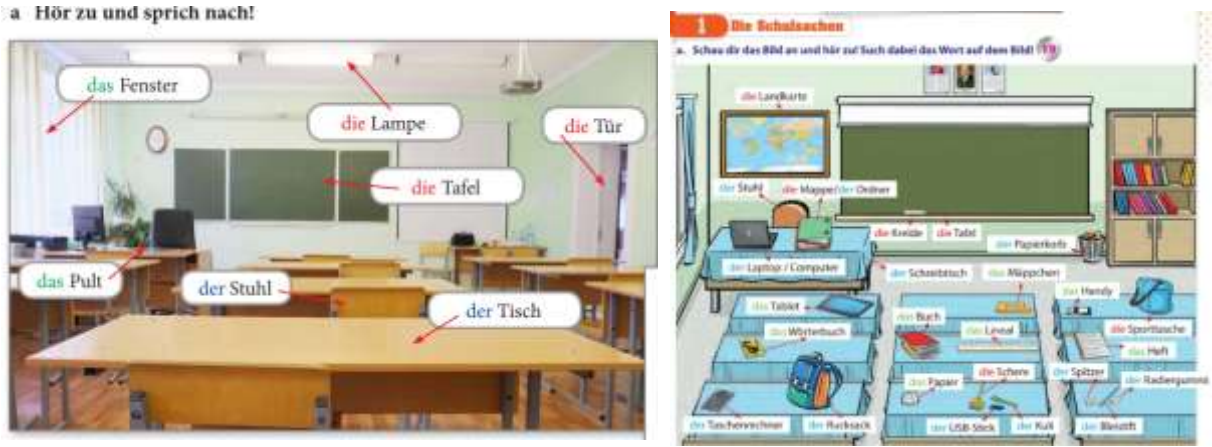 a Hör zu und sprich nach!
das Fenster
die Lampe
die Tür
die Tafel
das Pult
der Stuhl
der Tisch
1 Die Schulsachen
a. Schau dir das Bild an und hör zu! Such dabei das Wort auf dem Bild!
die Landkarte
der Stuhl
die Mappe/der Ordner
die Kreide
die Tafel
der Papierkorb
der Laptop / Computer
der Schreibtisch
das Mäppchen
das Tablet
das Handy
das Buch
das Wörterbuch
das Lineal
die Sporttasche
das Heft
die Schere
der Spitzer
das Papier
der Radiergummi
der Taschenrechner
der Rucksack
der USB-Stick
der Kuli
der Bleistift